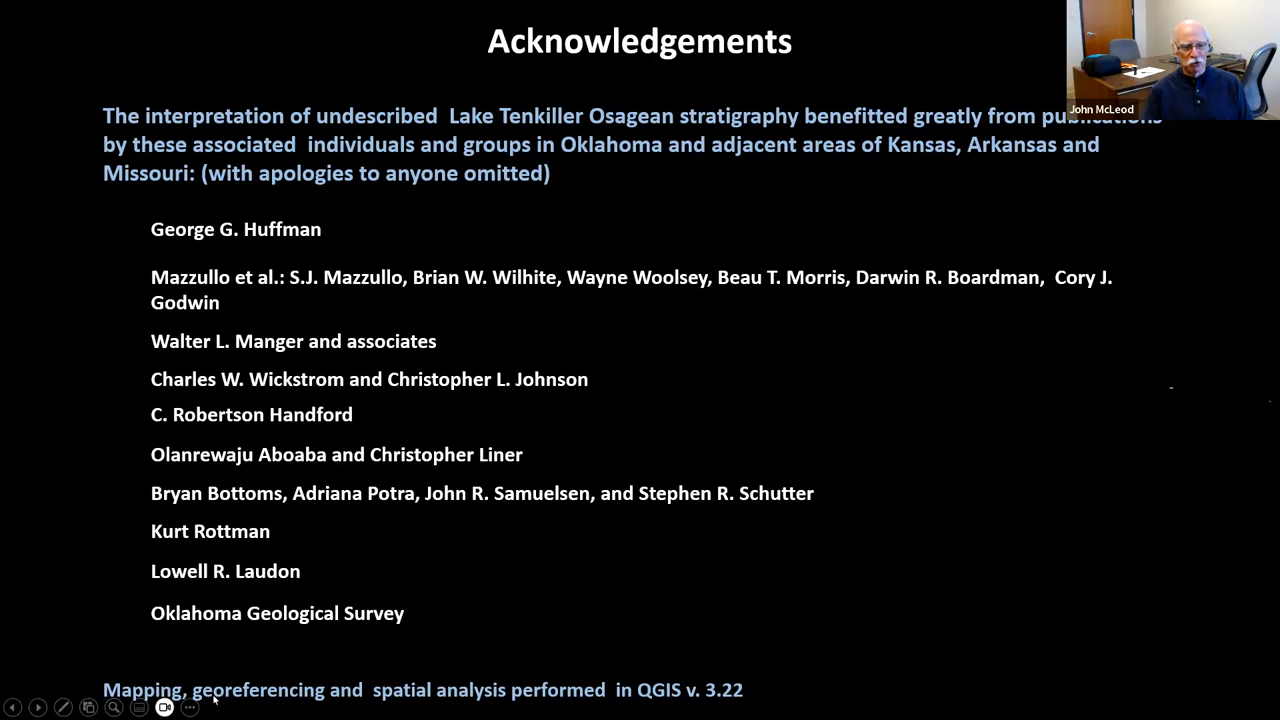 Acknowledgements
John McLeod
The interpretation of undescribed Lake Tenkiller Osagean stratigraphy benefitted greatly from publications
by these associated individuals and groups in Oklahoma and adjacent areas of Kansas, Arkansas and
Missouri: (with apologies to anyone omitted)
George G. Huffman
Mazzullo et al.: S.J. Mazzullo, Brian W. Wilhite, Wayne Woolsey, Beau T. Morris, Darwin R. Boardman, Cory J.
Godwin
Walter L. Manger and associates
Charles W. Wickstrom and Christopher L. Johnson
C. Robertson Handford
Olanrewaju Aboaba and Christopher Liner
Bryan Bottoms, Adriana Potra, John R. Samuelsen, and Stephen R. Schutter
Kurt Rottman
Lowell R. Laudon
Oklahoma Geological Survey
Mapping, georeferencing and spatial analysis performed in QGIS v. 3.22